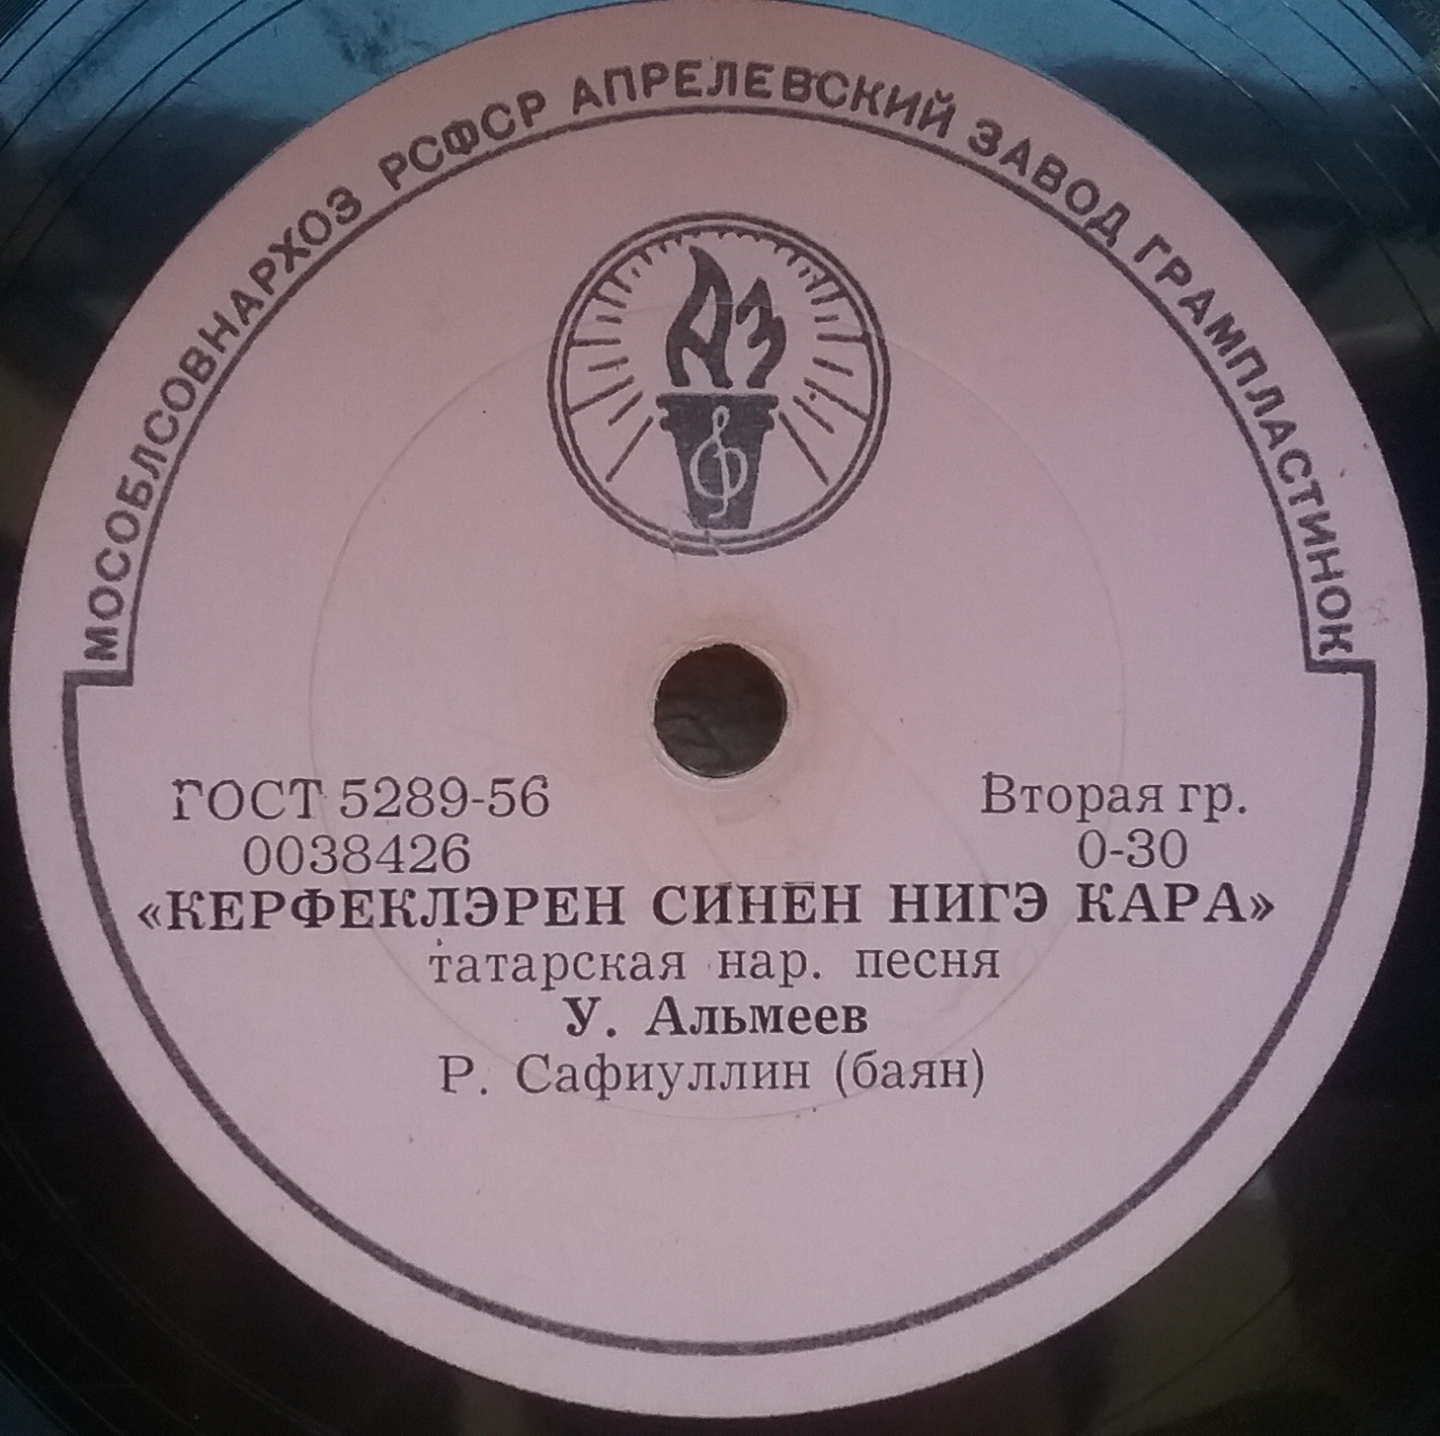 МОСОБЛСОВНАРХОЗ РСФСР АПРЕЛЕВСКИЙ ЗАВОД ГРАМПЛАСТИНОК
АЗ
ГОСТ 5289-56
0038426
Вторая гр.
0-30
«КЕРФЕКЛЭРЕН СИНЕН НИГЭ КАРА»
татарская нар. песня
У. Альмеев
Р. Сафиуллин (баян)